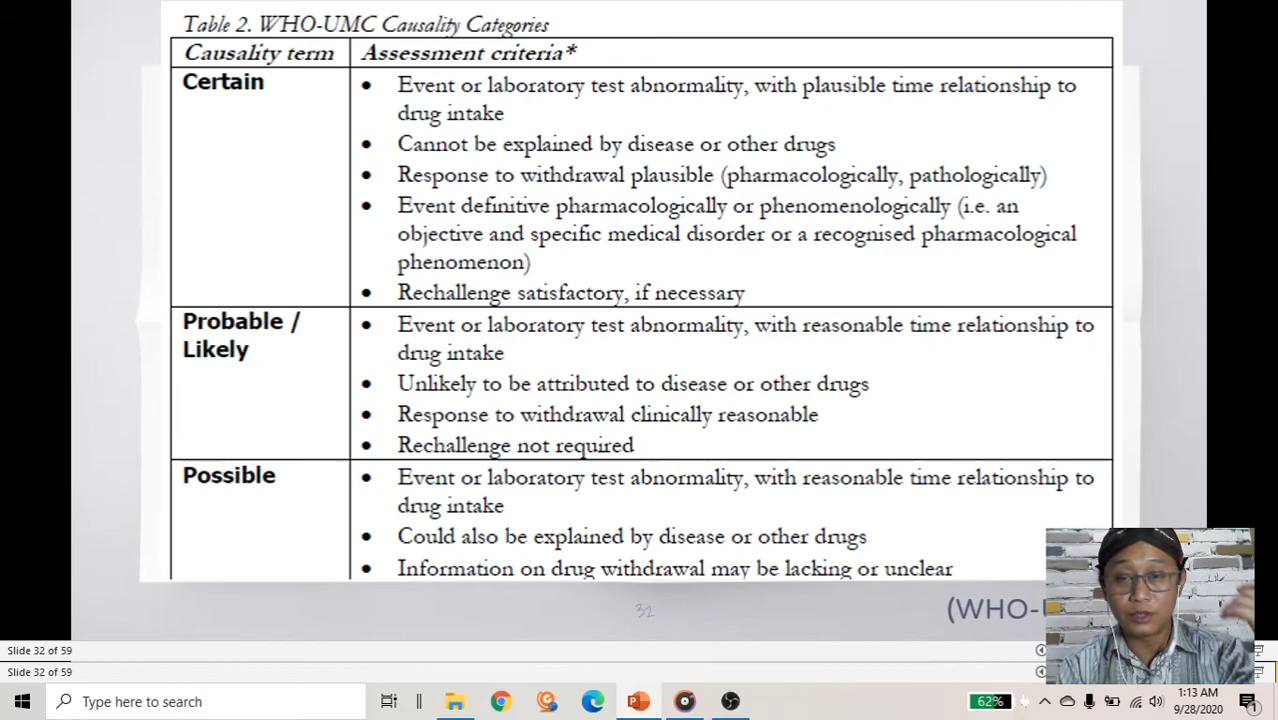 Table 2. WHO-UMC Causality Categories
Causality term Assessment criteria*
Certain
• Event or laboratory test abnormality, with plausible time relationship to
drug intake
• Cannot be explained by disease or other drugs
• Response to withdrawal plausible (pharmacologically, pathologically)
• Event definitive pharmacologically or phenomenologically (i.e. an
objective and specific medical disorder or a recognised pharmacological
phenomenon)
• Rechallenge satisfactory, if necessary
Probable /
Likely
• Event or laboratory test abnormality, with reasonable time relationship to
drug intake
• Unlikely to be attributed to disease or other drugs
• Response to withdrawal clinically reasonable
• Rechallenge not required
Possible
• Event or laboratory test abnormality, with reasonable time relationship to
drug intake
• Could also be explained by disease or other drugs
• Information on drug withdrawal may be lacking or unclear
32
(WHO-
Slide 32 of 59
Slide 32 of 59
Type here to search
62%
1:13 AM
9/28/2020
1